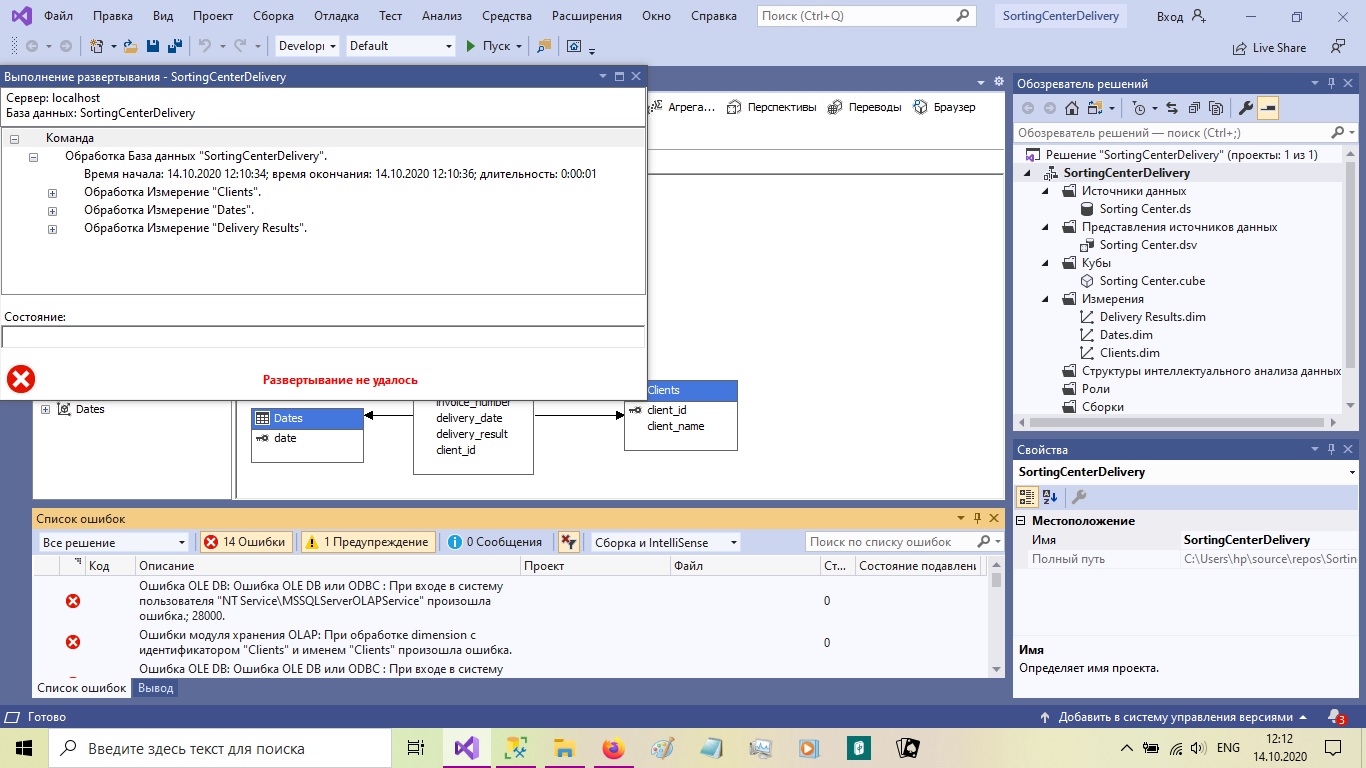 Файл Правка Вид Проект Сборка Отладка Тест Анализ Средства Расширения Окно Справка Поиск (Ctrl+Q) SortingCenterDelivery Вход
Develop Default Пуск Live Share
Выполнение развертывания - SortingCenterDelivery
Сервер: localhost
База данных: SortingCenterDelivery
Команда
Обработка База данных "SortingCenterDelivery".
Время начала: 14.10.2020 12:10:34; время окончания: 14.10.2020 12:10:36; длительность: 0:00:01
Обработка Измерение "Clients".
Обработка Измерение "Dates".
Обработка Измерение "Delivery Results".
Состояние:
Развертывание не удалось
Агрега... Перспективы Переводы Браузер
Dates
Dates
date
invoice_number
delivery_date
delivery_result
client_id
Clients
client_id
client_name
Обозреватель решений
Обозреватель решений — поиск (Ctrl+;)
Решение "SortingCenterDelivery" (проекты: 1 из 1)
SortingCenterDelivery
Источники данных
Sorting Center.ds
Представления источников данных
Sorting Center.dsv
Кубы
Sorting Center.cube
Измерения
Delivery Results.dim
Dates.dim
Clients.dim
Структуры интеллектуального анализа данных
Роли
Сборки
Свойства
SortingCenterDelivery
Местоположение
Имя SortingCenterDelivery
Полный путь C:\Users\hp\source\repos\Sortin
Имя
Определяет имя проекта.
Список ошибок
Все решение 14 Ошибки 1 Предупреждение 0 Сообщения Сборка и IntelliSense Поиск по списку ошибок
Код Описание Проект Файл Ст... Состояние подавлени
Ошибка OLE DB: Ошибка OLE DB или ODBC : При входе в систему
пользователя "NT Service\MSSQLServerOLAPService" произошла
ошибка.; 28000.
0
Ошибки модуля хранения OLAP: При обработке dimension с
идентификатором "Clients" и именем "Clients" произошла ошибка.
0
Ошибка OLE DB: Ошибка OLE DB или ODBC : При входе в систему
Список ошибок Вывод
Готово Добавить в систему управления версиями 3
Введите здесь текст для поиска
ENG
12:12
14.10.2020